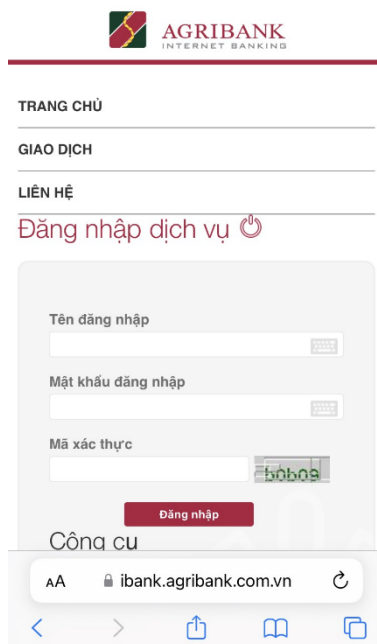 AGRIBANK
INTERNET BANKING
TRANG CHỦ
GIAO DỊCH
LIÊN HỆ
Đăng nhập dịch vụ
Tên đăng nhập
Mật khẩu đăng nhập
Mã xác thực
b0b09
Đăng nhập
Công cụ
AA ibank.agribank.com.vn